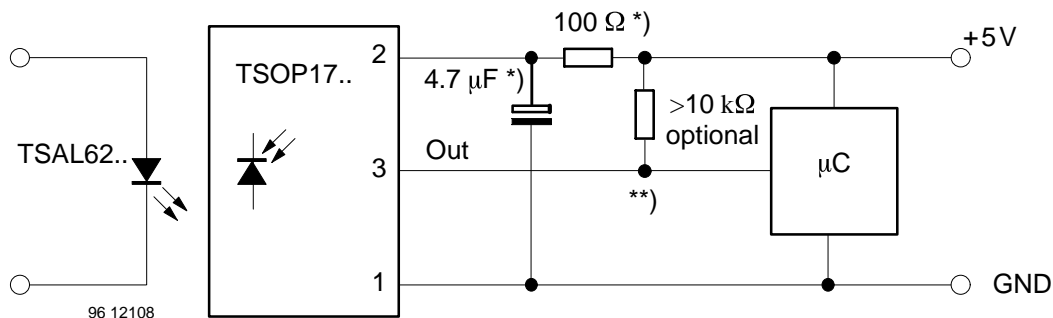 100 Ω *)
+5V
2
TSOP17..
4.7 µF *)
>10 kΩ
optional
TSAL62..
Out
3
µC
**)
1
GND
96 12108